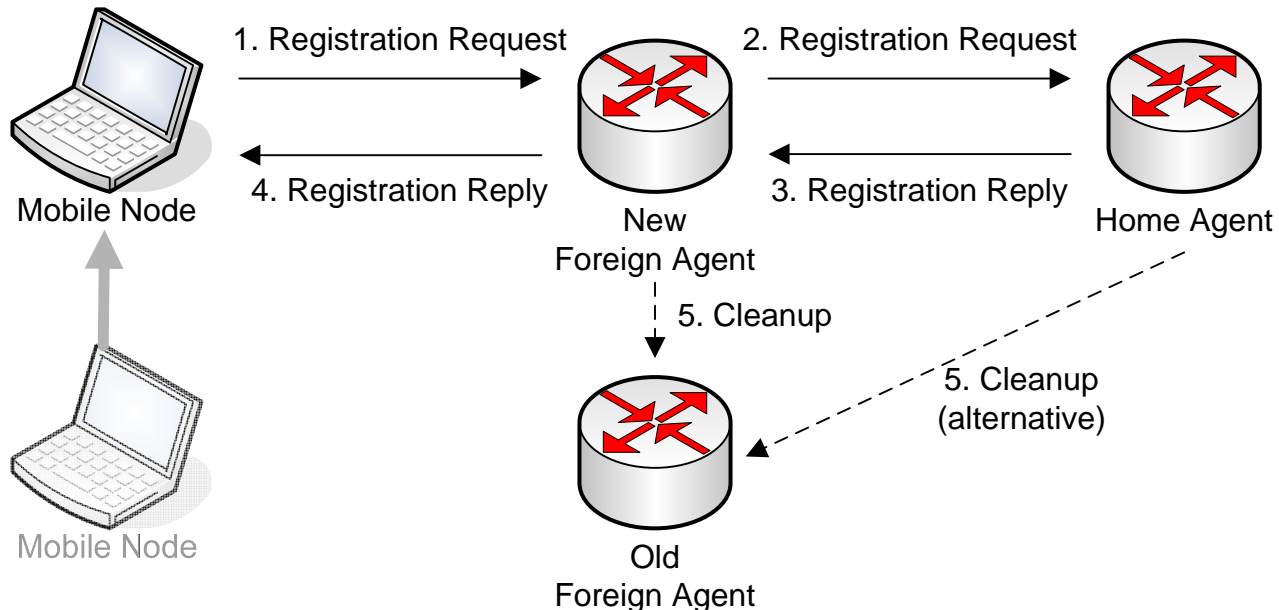 1. Registration Request
2. Registration Request
4. Registration Reply
3. Registration Reply
Mobile Node
New
Foreign Agent
Home Agent
5. Cleanup
5. Cleanup
(alternative)
Mobile Node
Old
Foreign Agent